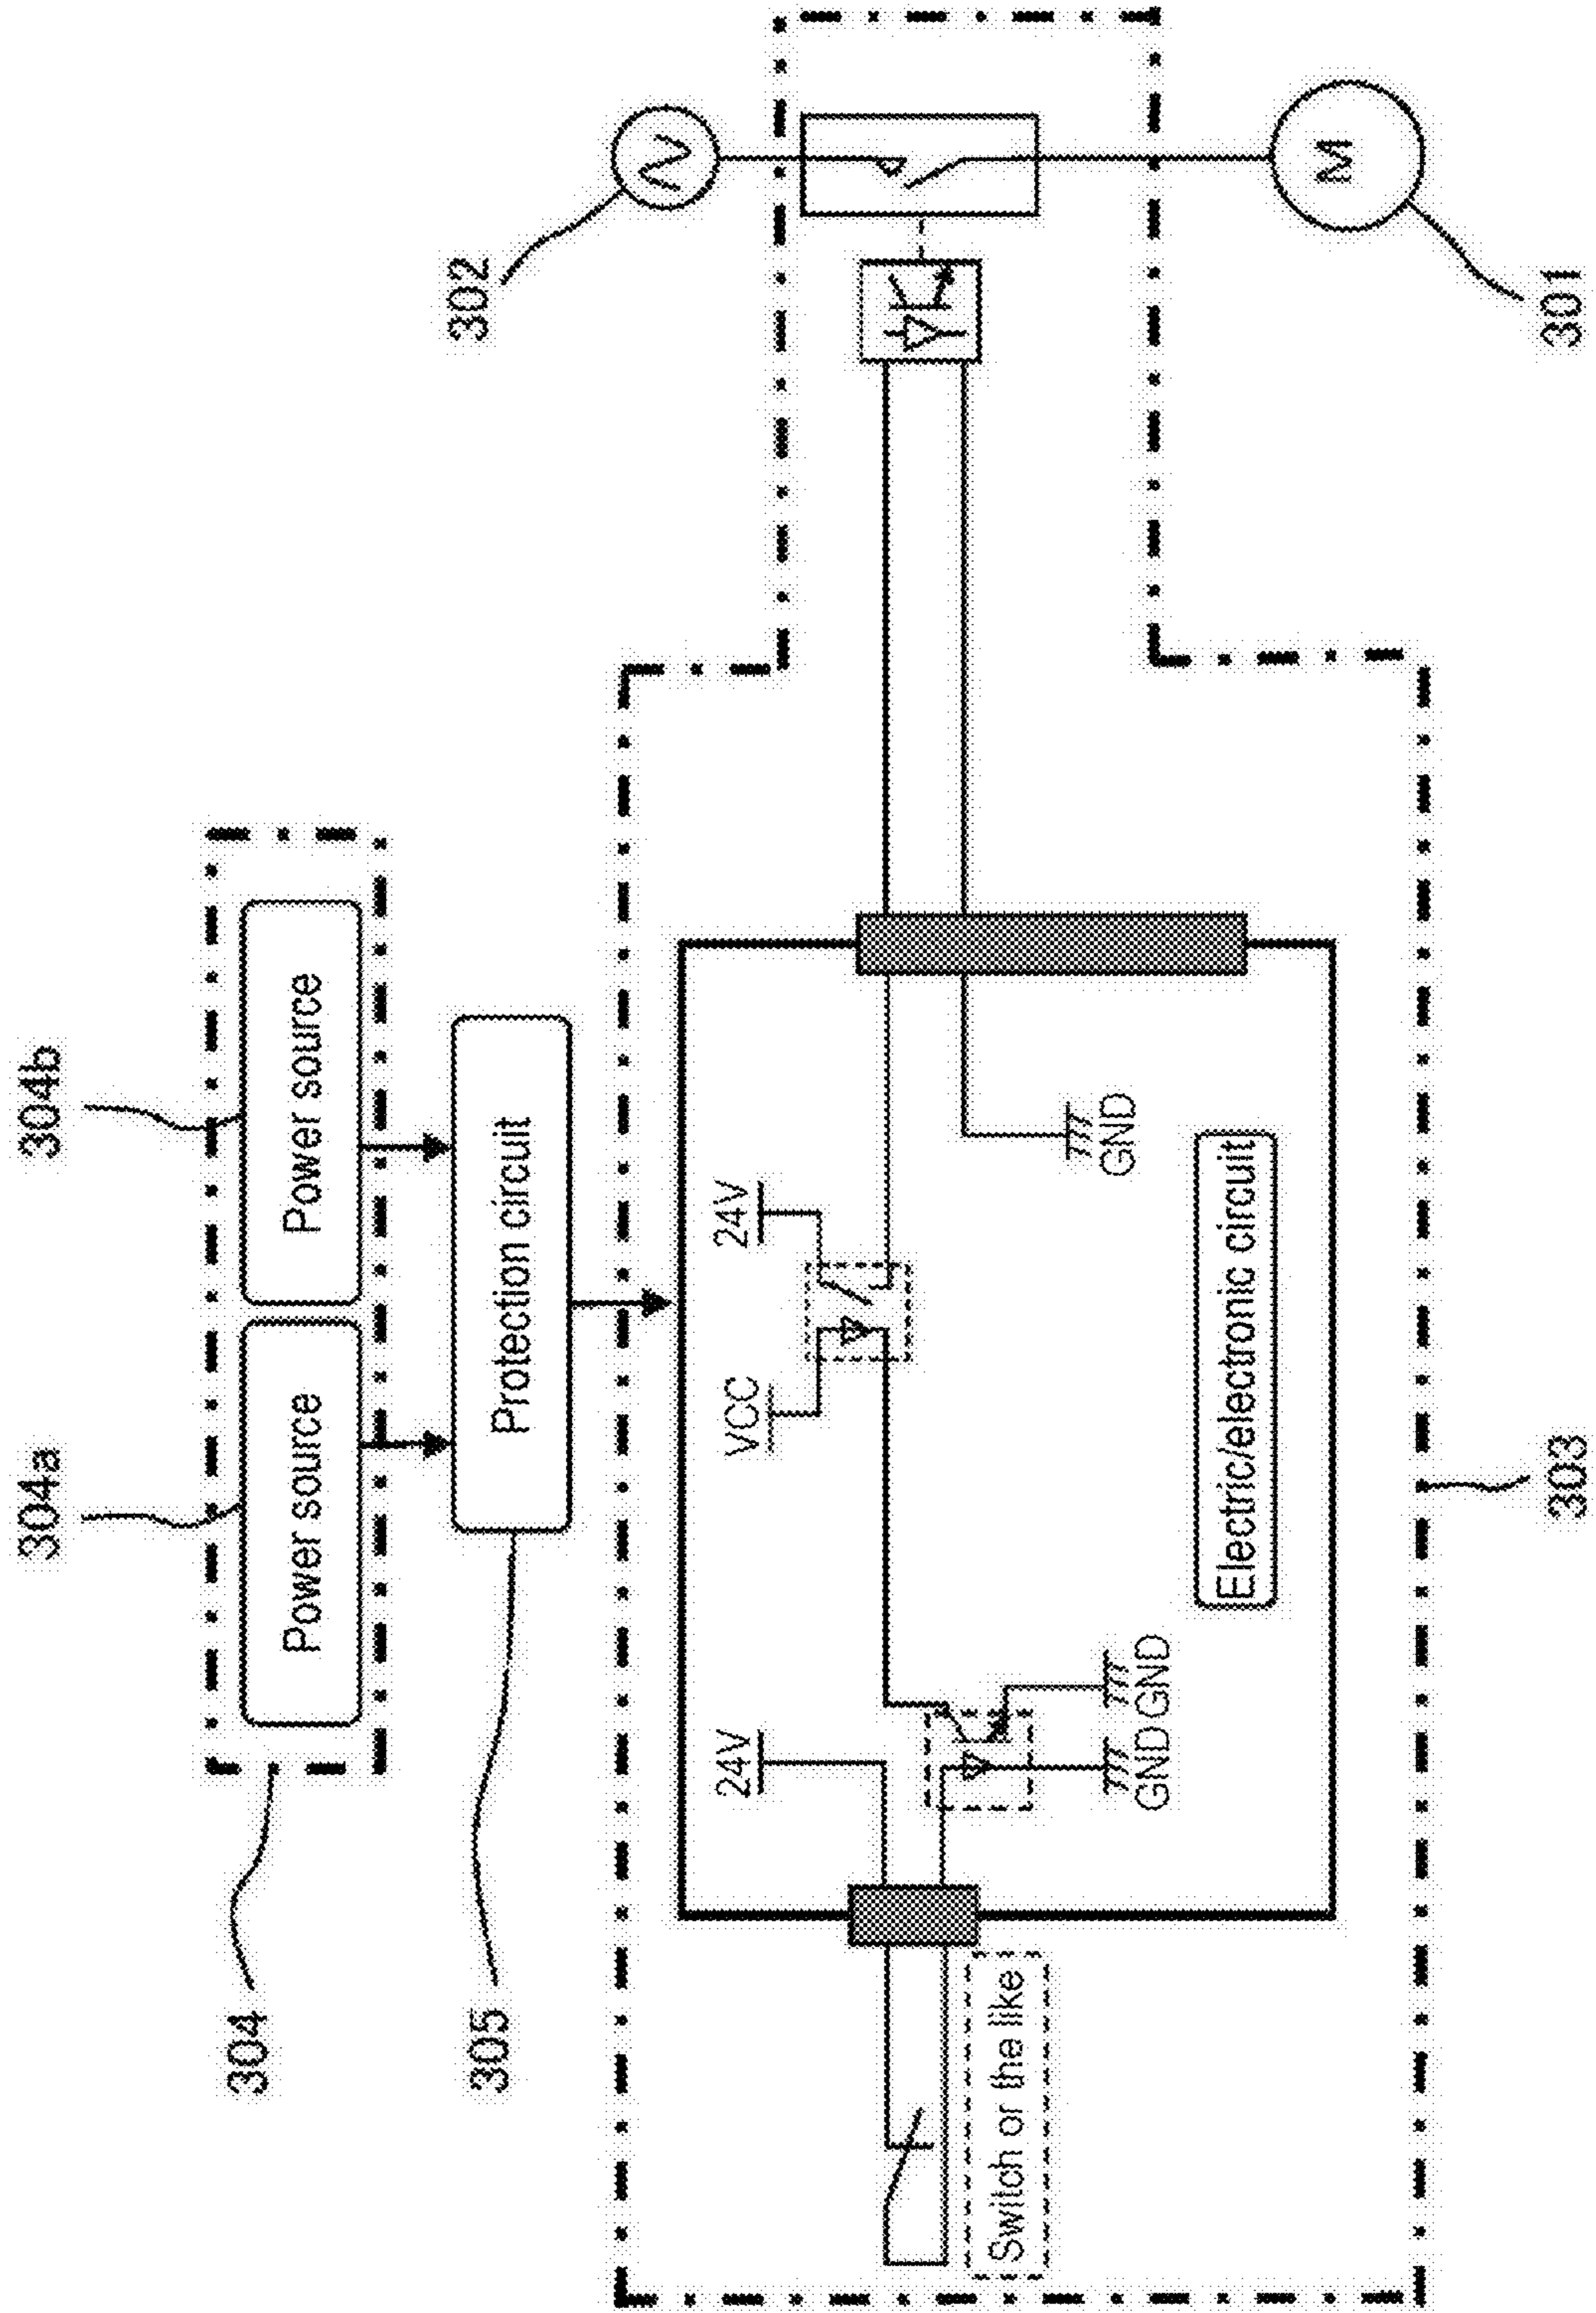 304a
304b
304
Power source
Power source
305
Protection circuit
302
24V
VCC
24V
GND
GND
GND
Switch or the like
Electric/electronic circuit
M
303
301